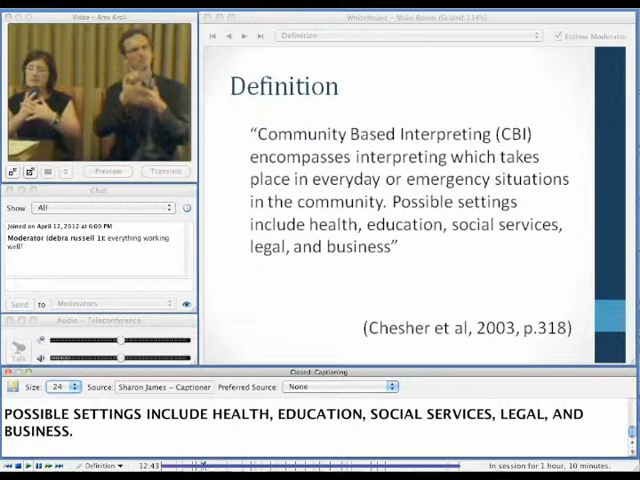 Video – Amy Kroll
Preview
Transmit
Chat
Show
All
Joined on April 12, 2012 at 6:00 PM
Moderator (debra russell 1): everything working
well?
Send
to
Moderators
Audio – Teleconference
Talk
Whiteboard – Main Room (Scaled 114%)
Definition
Follow Moderator
Definition
“Community Based Interpreting (CBI)
encompasses interpreting which takes
place in everyday or emergency situations
in the community. Possible settings
include health, education, social services,
legal, and business”
(Chesher et al, 2003, p.318)
Closed-Captioning
Size: 24
Source: Sharon James – Captioner
Preferred Source: None
POSSIBLE SETTINGS INCLUDE HEALTH, EDUCATION, SOCIAL SERVICES, LEGAL, AND
BUSINESS.
Definition
12:43
In session for 1 hour, 10 minutes.